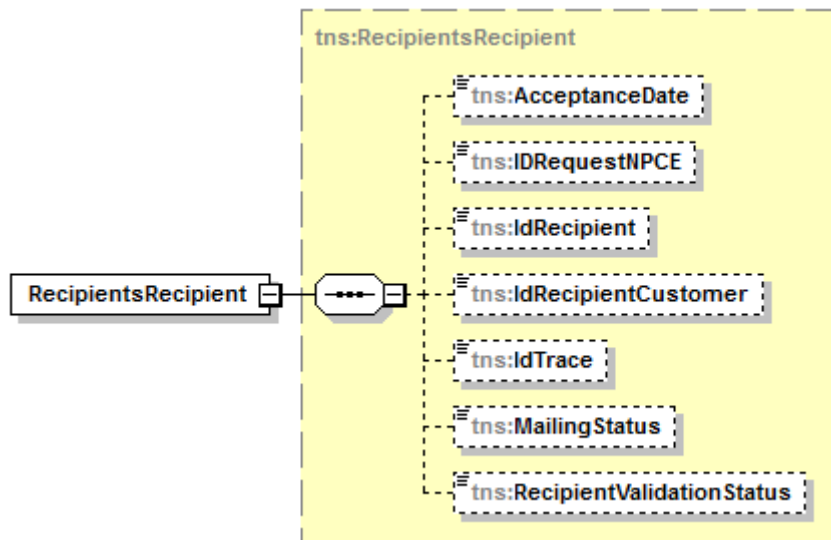 tns:RecipientsRecipient
tns:AcceptanceDate
tns:IDRequestNPCE
tns:IdRecipient
RecipientsRecipient
tns:IdRecipientCustomer
tns:IdTrace
tns:MailingStatus
tns:RecipientValidationStatus